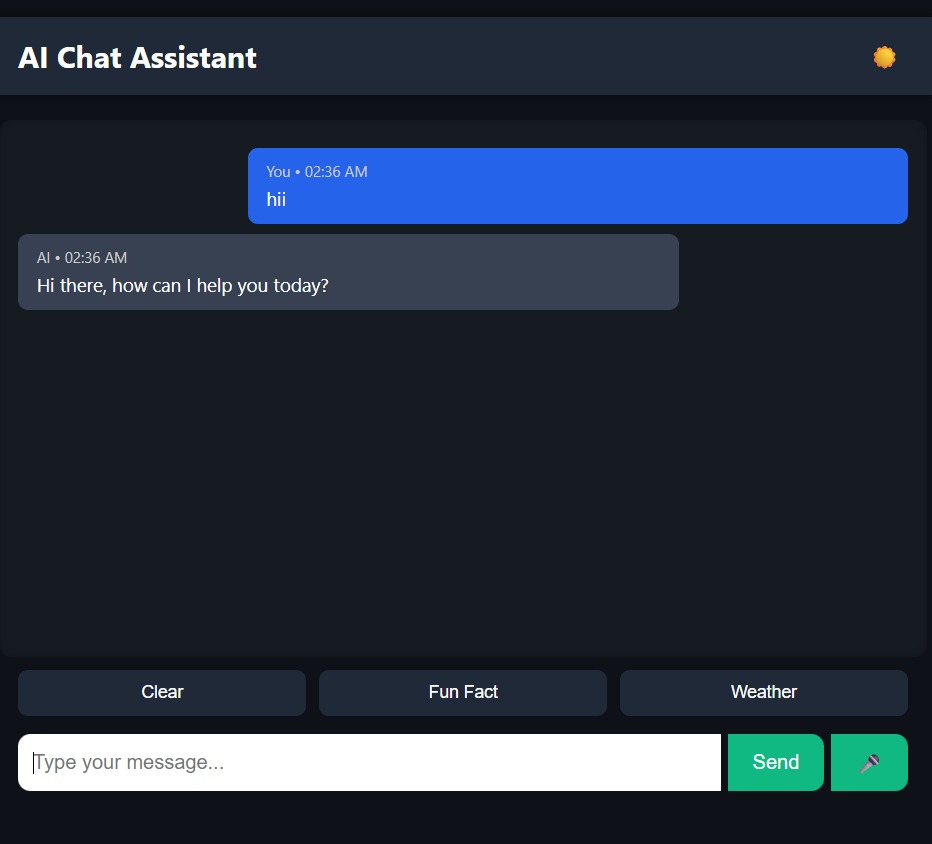 AI Chat Assistant
You • 02:36 AM
hii
AI • 02:36 AM
Hi there, how can I help you today?
Clear
Fun Fact
Weather
Type your message...
Send